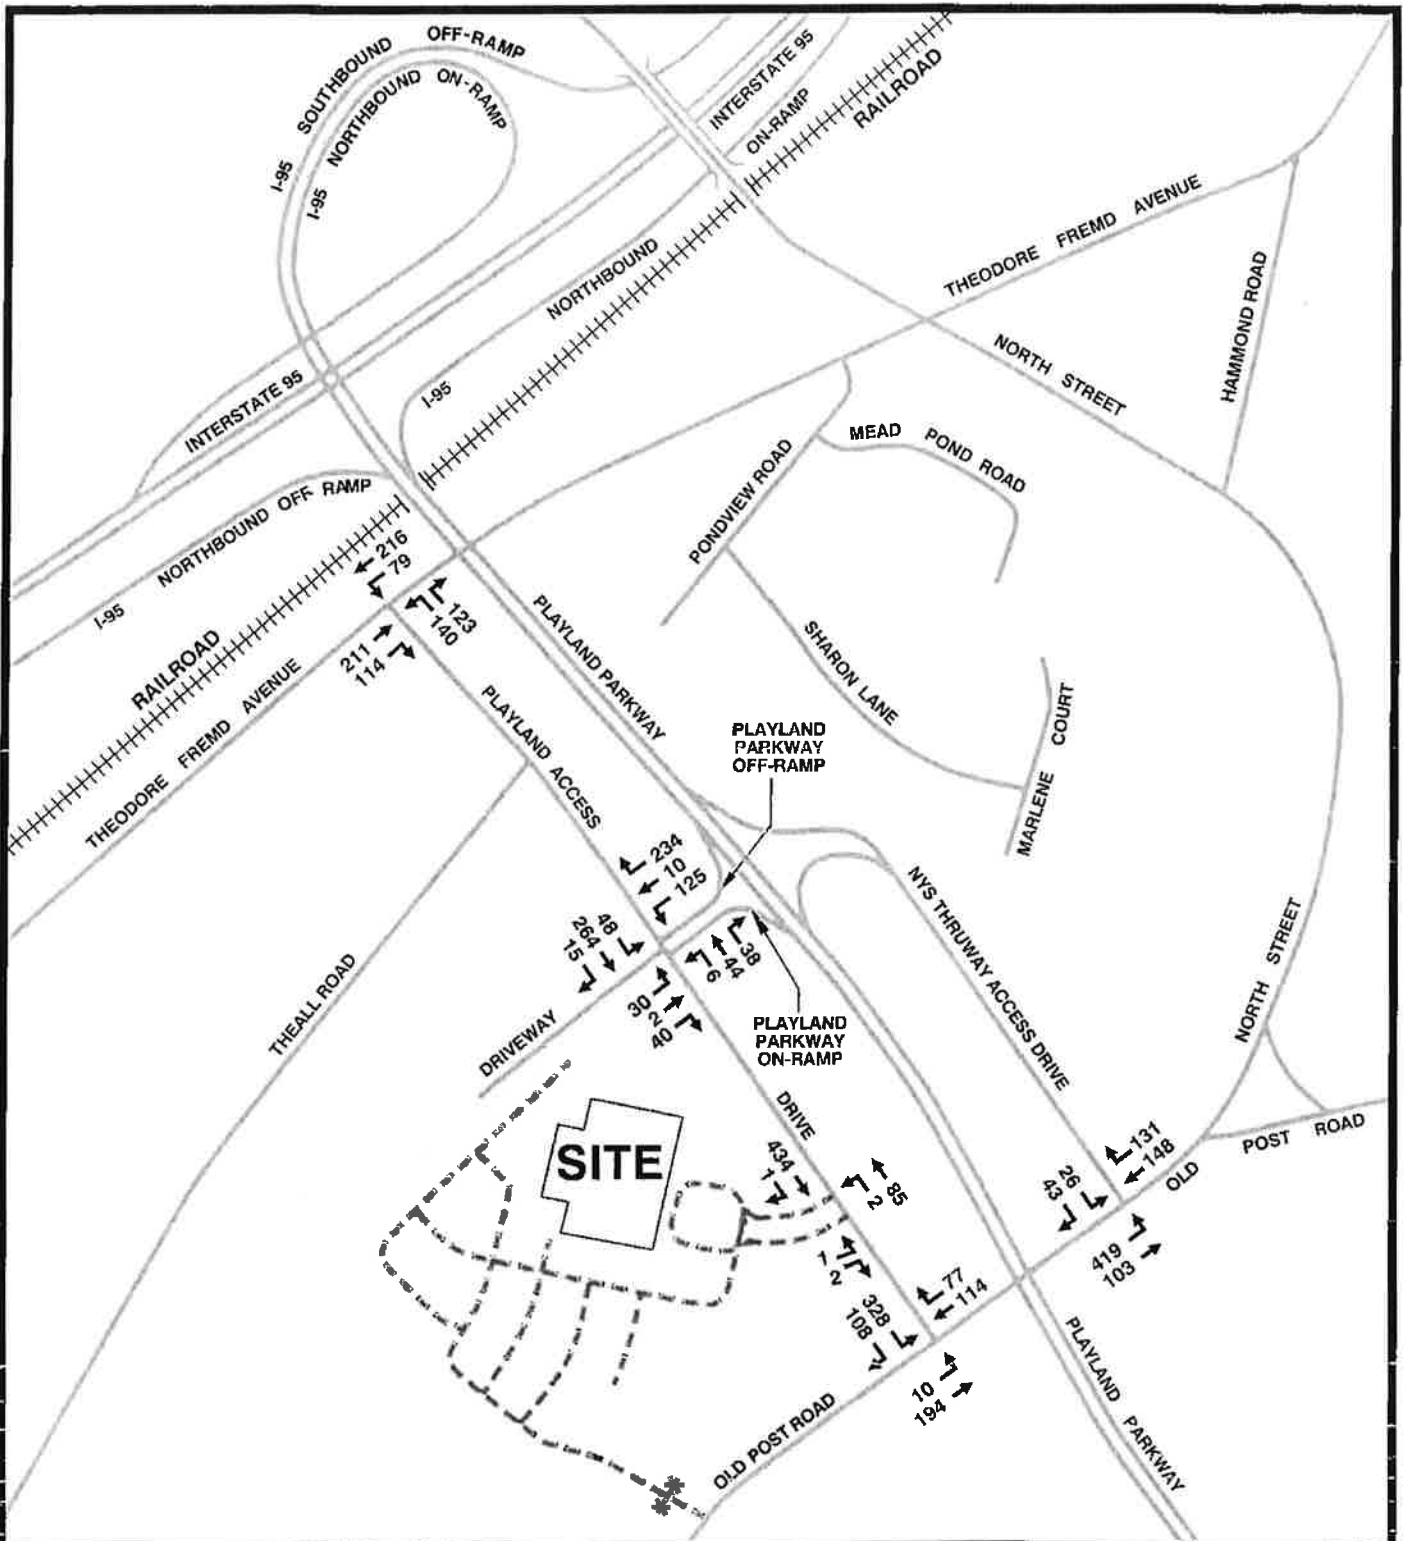 OFF-RAMP
I-95 SOUTHBOUND
I-95 NORTHBOUND ON-RAMP
INTERSTATE 95
ON-RAMP
RAILROAD
THEODORE FREMD AVENUE
HAMMOND ROAD
NORTH STREET
I-95 NORTHBOUND
INTERSTATE 95
MEAD POND ROAD
PONDVIEW ROAD
I-95 NORTHBOUND OFF RAMP
216
79
123
140
211
114
RAILROAD
THEODORE FREMD AVENUE
PLAYLAND PARKWAY
SHARON LANE
MARLENE COURT
PLAYLAND ACCESS
PLAYLAND
PARKWAY
OFF-RAMP
234
10
125
48
264
15
38
44
6
30
2
40
NYS THRUWAY ACCESS DRIVE
NORTH STREET
THEALL ROAD
DRIVEWAY
PLAYLAND
PARKWAY
ON-RAMP
DRIVE
SITE
434
1
85
2
1
2
131
148
26
43
419
103
OLD
POST ROAD
77
114
328
108
10
194
OLD POST ROAD
PLAYLAND PARKWAY